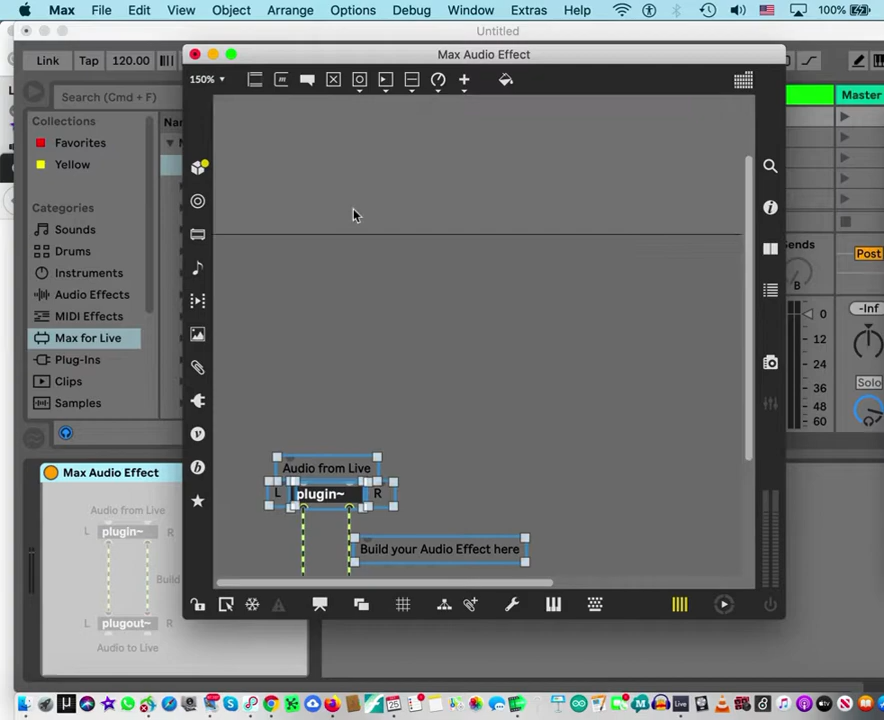 Max File Edit View Object Arrange Options Debug Window Extras Help 100%
Untitled
Link Tap 120.00
Max Audio Effect
150%
Search (Cmd + F)
Master
Collections
Favorites
Yellow
Categories
Sounds
Drums
Instruments
Audio Effects
MIDI Effects
Max for Live
Plug-Ins
Clips
Samples
Sends
Post
B
-Inf
0
12
24
36
48
60
Solo
Audio from Live
L plugin~ R
Build your Audio Effect here
Max Audio Effect
Audio from Live
L plugin~ R
Build
L plugout~ R
Audio to Live